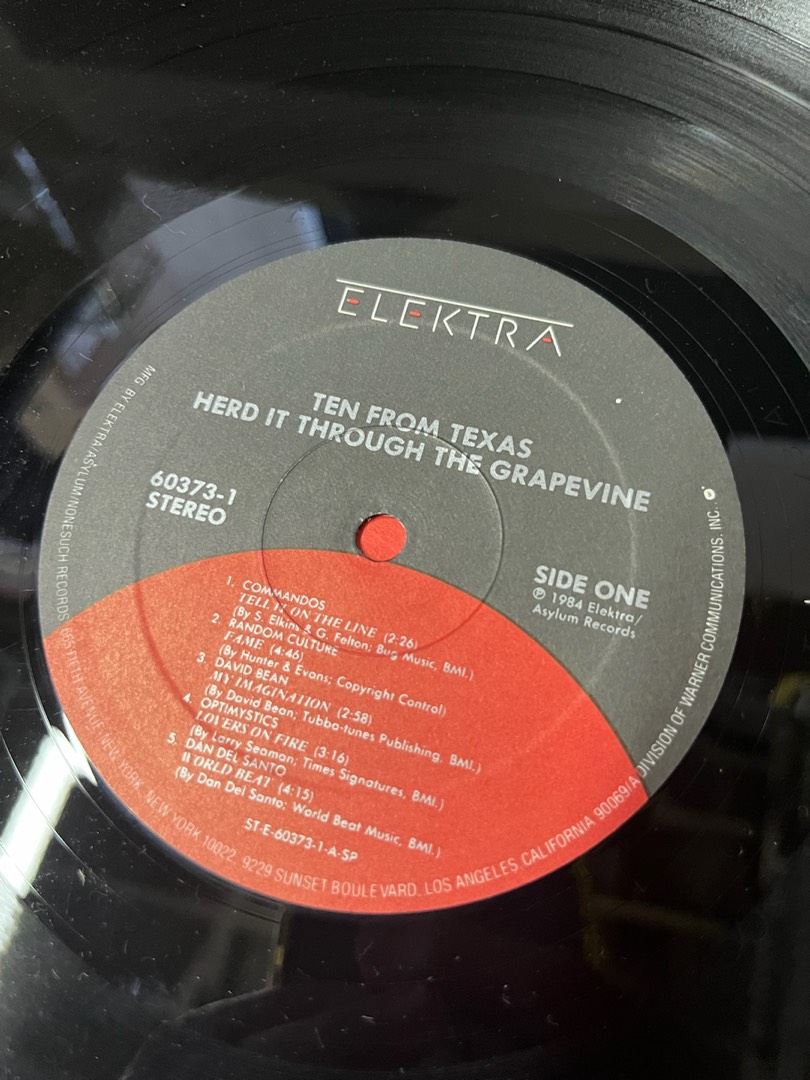 ELEKTRA
TEN FROM TEXAS
HERD IT THROUGH THE GRAPEVINE
60373-1
STEREO
SIDE ONE
℗ 1984 Elektra/
Asylum Records
1. COMMANDOS
TELL IT ON THE LINE (2:26)
(By S. Elkins & G. Felton; Bug Music, BMI.)
2. RANDOM CULTURE
FAME (4:46)
(By Hunter & Evans; Copyright Control)
3. DAVID BEAN
MY IMAGINATION (2:58)
(By David Bean; Tubba-tunes Publishing, BMI.)
4. OPTIMYSTICS
LOVERS ON FIRE (3:16)
(By Larry Seaman; Times Signatures, BMI.)
5. DAN DEL SANTO
WORLD BEAT (4:15)
(By Dan Del Santo; World Beat Music, BMI.)
ST-E-60373-1-A-SP
MFG BY ELEKTRA/ASYLUM/NONESUCH RECORDS, 665 FIFTH AVENUE, NEW YORK, NEW YORK 10022. 9229 SUNSET BOULEVARD, LOS ANGELES, CALIFORNIA 90069/A DIVISION OF WARNER COMMUNICATIONS, INC.